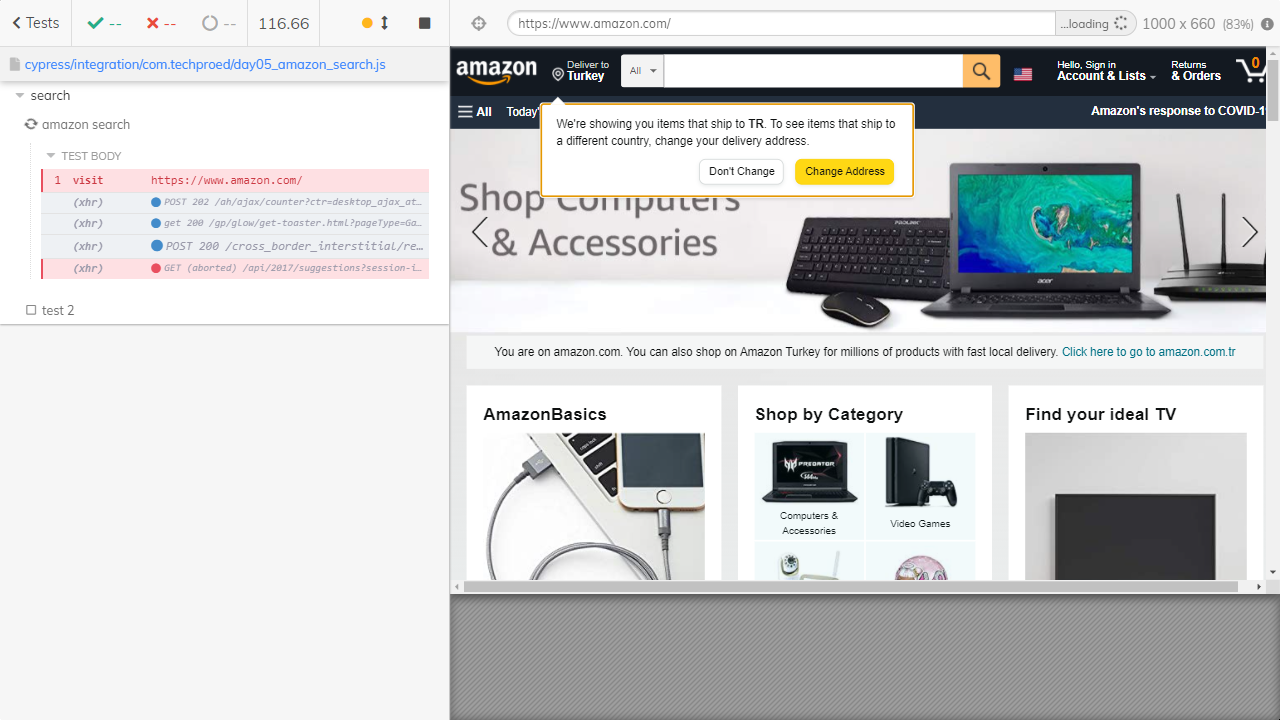 Tests
--
--
--
116.66
https://www.amazon.com/
...loading
1000 x 660 (83%)
cypress/integration/com.techproed/day05_amazon_search.js
search
amazon search
TEST BODY
1 visit https://www.amazon.com/
(xhr) POST 202 /ah/ajax/counter?ctr=desktop_ajax_at…
(xhr) get 200 /gp/glow/get-toaster.html?pageType=Ga…
(xhr) POST 200 /cross_border_interstitial/re…
(xhr) GET (aborted) /api/2017/suggestions?session-i…
test 2
amazon
Deliver to
Turkey
All
Hello, Sign in
Account & Lists
Returns
& Orders
0
All
Today'
Amazon's response to COVID-1
We're showing you items that ship to TR. To see items that ship to
a different country, change your delivery address.
Don't Change
Change Address
Shop Computers
& Accessories
acer
You are on amazon.com. You can also shop on Amazon Turkey for millions of products with fast local delivery. Click here to go to amazon.com.tr
AmazonBasics
Shop by Category
Find your ideal TV
PREDATOR
Computers &
Accessories
Video Games